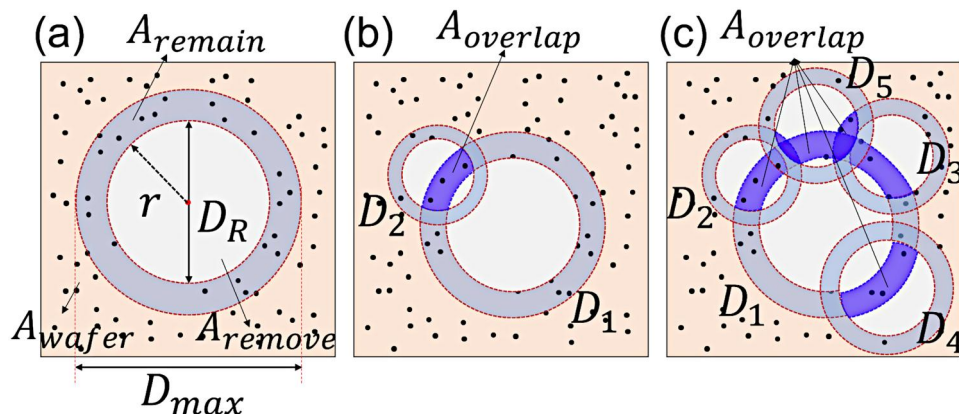 (a)
A_remain
r
D_R
A_wafer
A_remove
D_max
(b)
A_overlap
D_2
D_1
(c)
A_overlap
D_5
D_3
D_2
D_1
D_4